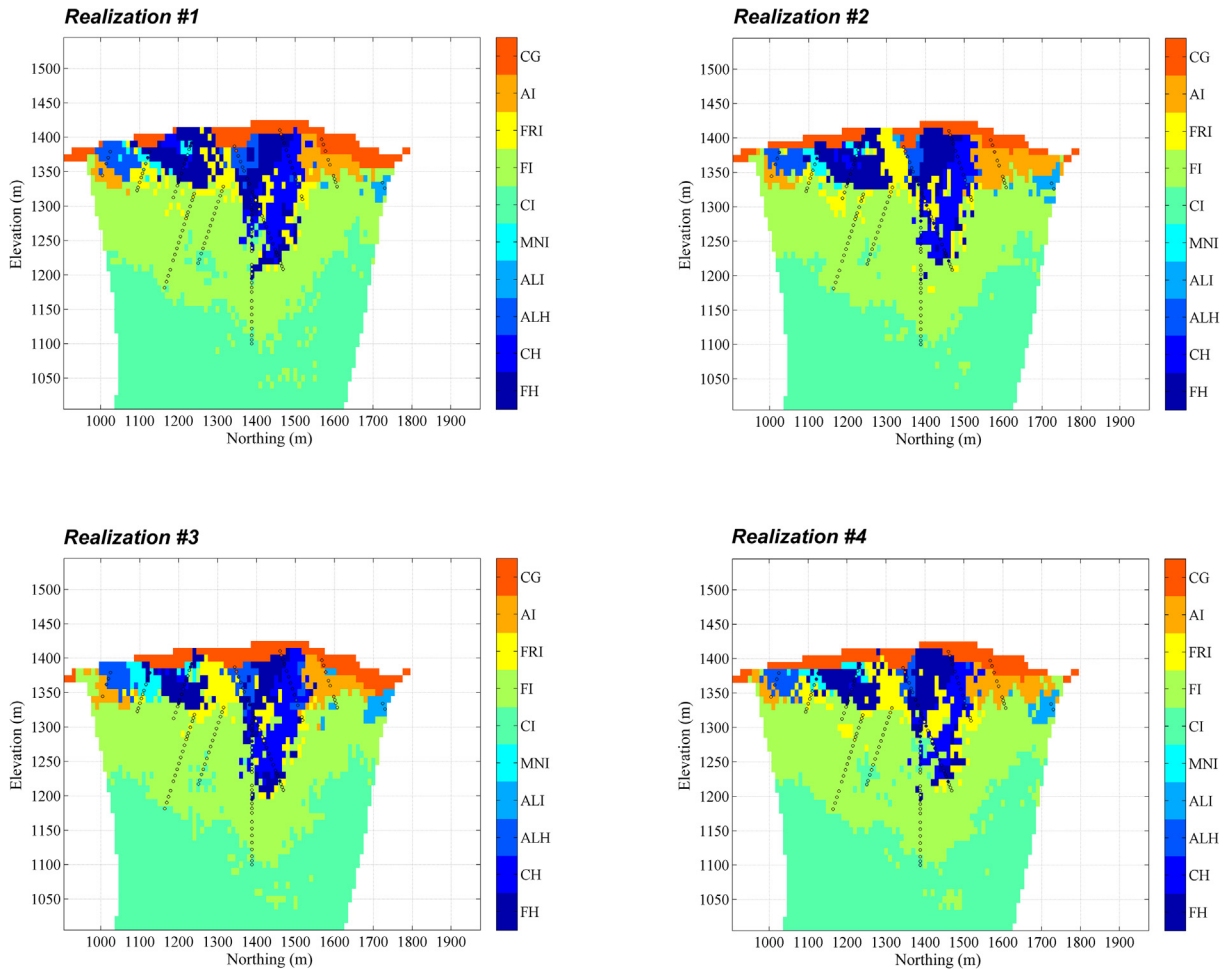 Realization #1
1500
1450
1400
1350
1300
1250
1200
1150
1100
1050
Elevation (m)
1000 1100 1200 1300 1400 1500 1600 1700 1800 1900
Northing (m)
CG
AI
FRI
FI
CI
MNI
ALI
ALH
CH
FH
Realization #2
1500
1450
1400
1350
1300
1250
1200
1150
1100
1050
Elevation (m)
1000 1100 1200 1300 1400 1500 1600 1700 1800 1900
Northing (m)
CG
AI
FRI
FI
CI
MNI
ALI
ALH
CH
FH
Realization #3
1500
1450
1400
1350
1300
1250
1200
1150
1100
1050
Elevation (m)
1000 1100 1200 1300 1400 1500 1600 1700 1800 1900
Northing (m)
CG
AI
FRI
FI
CI
MNI
ALI
ALH
CH
FH
Realization #4
1500
1450
1400
1350
1300
1250
1200
1150
1100
1050
Elevation (m)
1000 1100 1200 1300 1400 1500 1600 1700 1800 1900
Northing (m)
CG
AI
FRI
FI
CI
MNI
ALI
ALH
CH
FH